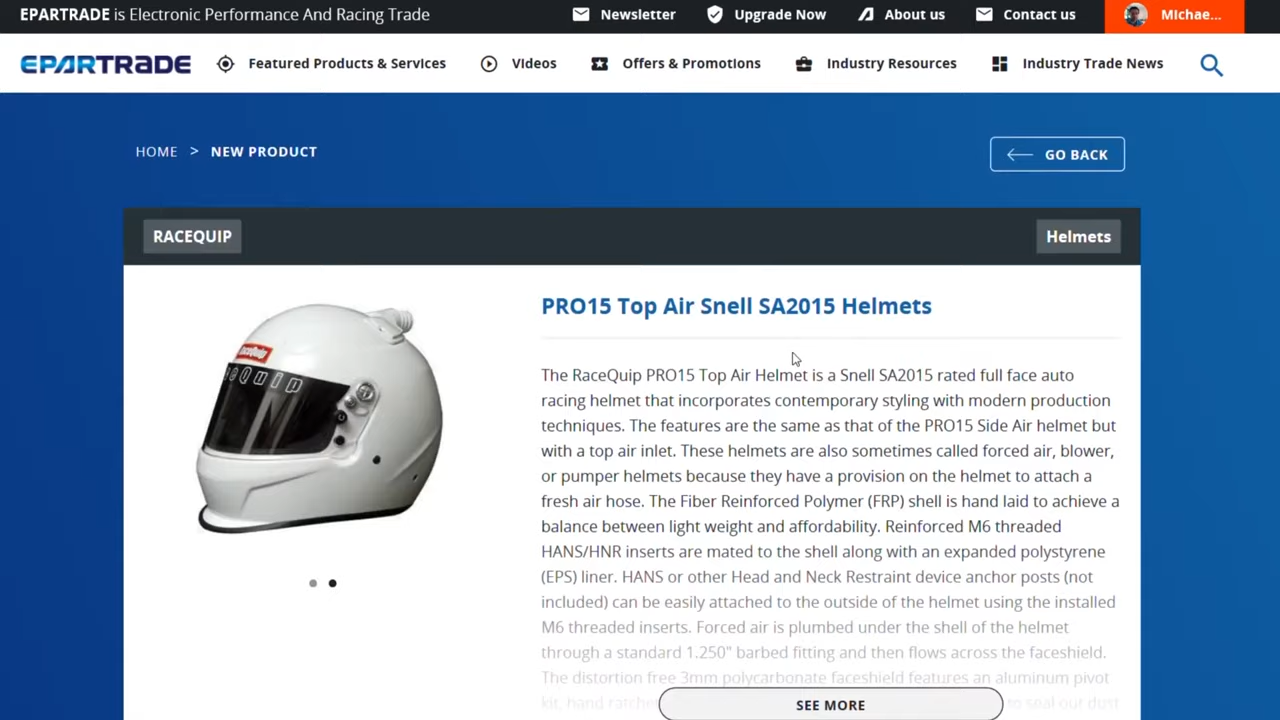 EPARTRADE is Electronic Performance And Racing Trade
Newsletter
Upgrade Now
About us
Contact us
Michae...
EPARTRADE
Featured Products & Services
Videos
Offers & Promotions
Industry Resources
Industry Trade News
HOME > NEW PRODUCT
GO BACK
RACEQUIP
Helmets
PRO15 Top Air Snell SA2015 Helmets
The RaceQuip PRO15 Top Air Helmet is a Snell SA2015 rated full face auto
racing helmet that incorporates contemporary styling with modern production
techniques. The features are the same as that of the PRO15 Side Air helmet but
with a top air inlet. These helmets are also sometimes called forced air, blower,
or pumper helmets because they have a provision on the helmet to attach a
fresh air hose. The Fiber Reinforced Polymer (FRP) shell is hand laid to achieve a
balance between light weight and affordability. Reinforced M6 threaded
HANS/HNR inserts are mated to the shell along with an expanded polystyrene
(EPS) liner. HANS or other Head and Neck Restraint device anchor posts (not
included) can be easily attached to the outside of the helmet using the installed
M6 threaded inserts. Forced air is plumbed under the shell of the helmet
through a standard 1.250" barbed fitting and then flows across the faceshield.
The distortion free 3mm polycarbonate faceshield features an aluminum pivot
kit, hand to seal out dust
SEE MORE